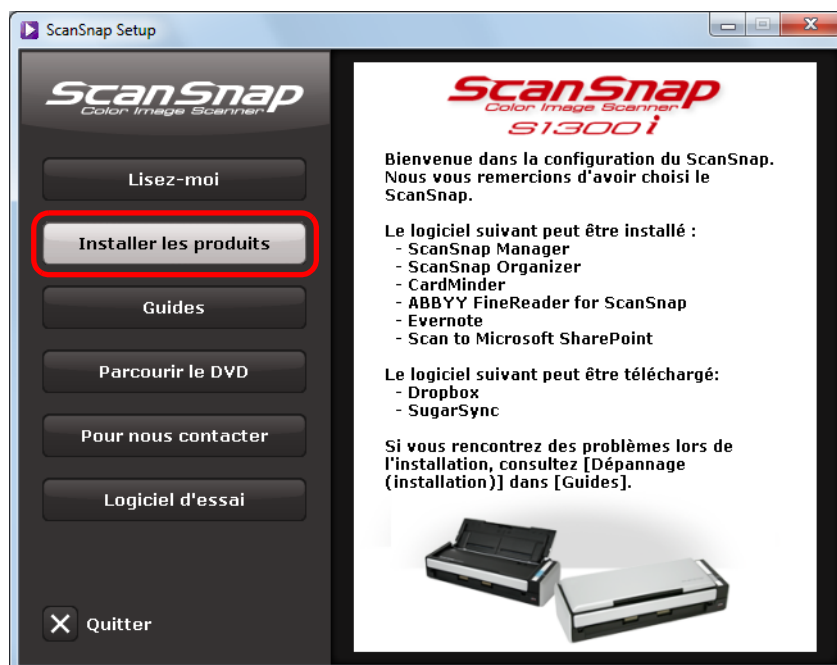 ScanSnap Setup
ScanSnap
Color Image Scanner
Lisez-moi
Installer les produits
Guides
Parcourir le DVD
Pour nous contacter
Logiciel d'essai
Quitter
ScanSnap
Color Image Scanner
S1300i
Bienvenue dans la configuration du ScanSnap.
Nous vous remercions d'avoir choisi le
ScanSnap.
Le logiciel suivant peut être installé :
- ScanSnap Manager
- ScanSnap Organizer
- CardMinder
- ABBYY FineReader for ScanSnap
- Evernote
- Scan to Microsoft SharePoint
Le logiciel suivant peut être téléchargé:
- Dropbox
- SugarSync
Si vous rencontrez des problèmes lors de
l'installation, consultez [Dépannage
(installation)] dans [Guides].